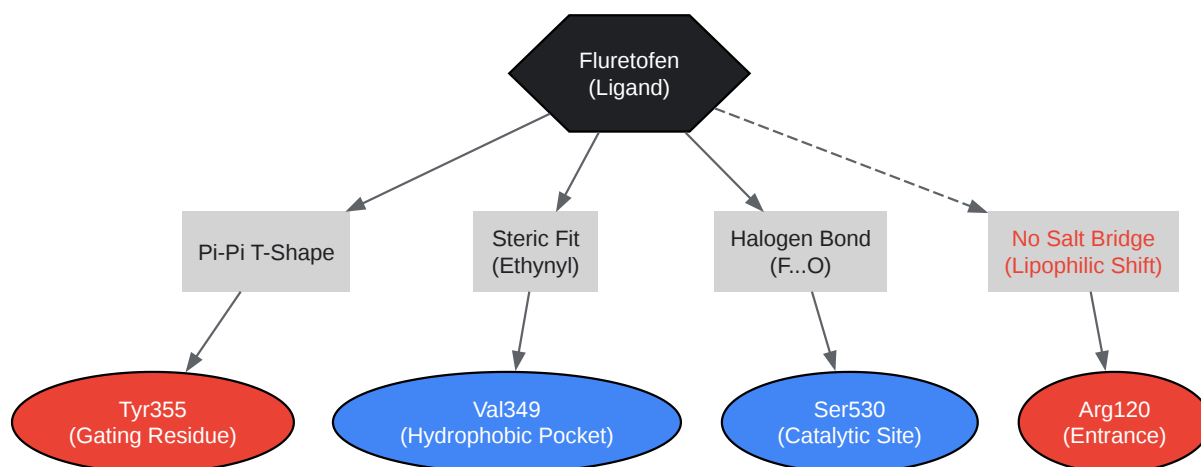 Fluretofen
(Ligand)
Pi-Pi T-Shape
Steric Fit
(Ethynyl)
Halogen Bond
(F...O)
No Salt Bridge
(Lipophilic Shift)
Tyr355
(Gating Residue)
Val349
(Hydrophobic Pocket)
Ser530
(Catalytic Site)
Arg120
(Entrance)